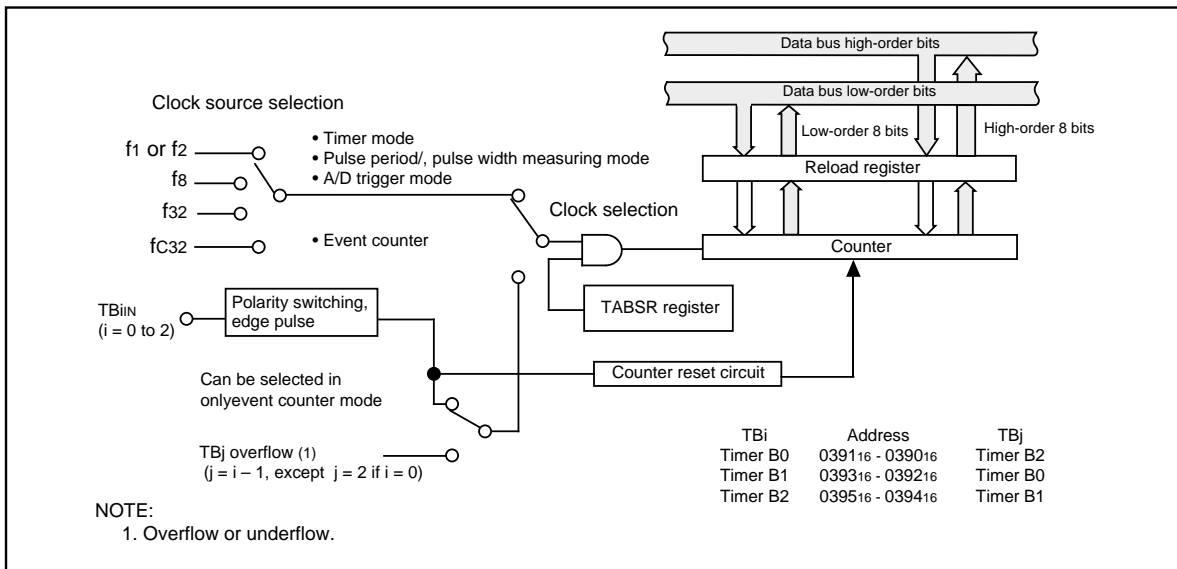 Data bus high-order bits
Data bus low-order bits
Clock source selection
Low-order 8 bits
High-order 8 bits
f1 or f2
f8
f32
fC32
• Timer mode
• Pulse period/, pulse width measuring mode
• A/D trigger mode
Reload register
Clock selection
• Event counter
Counter
TBiIN
(i = 0 to 2)
Polarity switching,
edge pulse
TABSR register
Can be selected in
onlyevent counter mode
Counter reset circuit
TBj overflow (1)
(j = i – 1, except j = 2 if i = 0)
TBi Address TBj
Timer B0 039116 - 039016 Timer B2
Timer B1 039316 - 039216 Timer B0
Timer B2 039516 - 039416 Timer B1
NOTE:
1. Overflow or underflow.